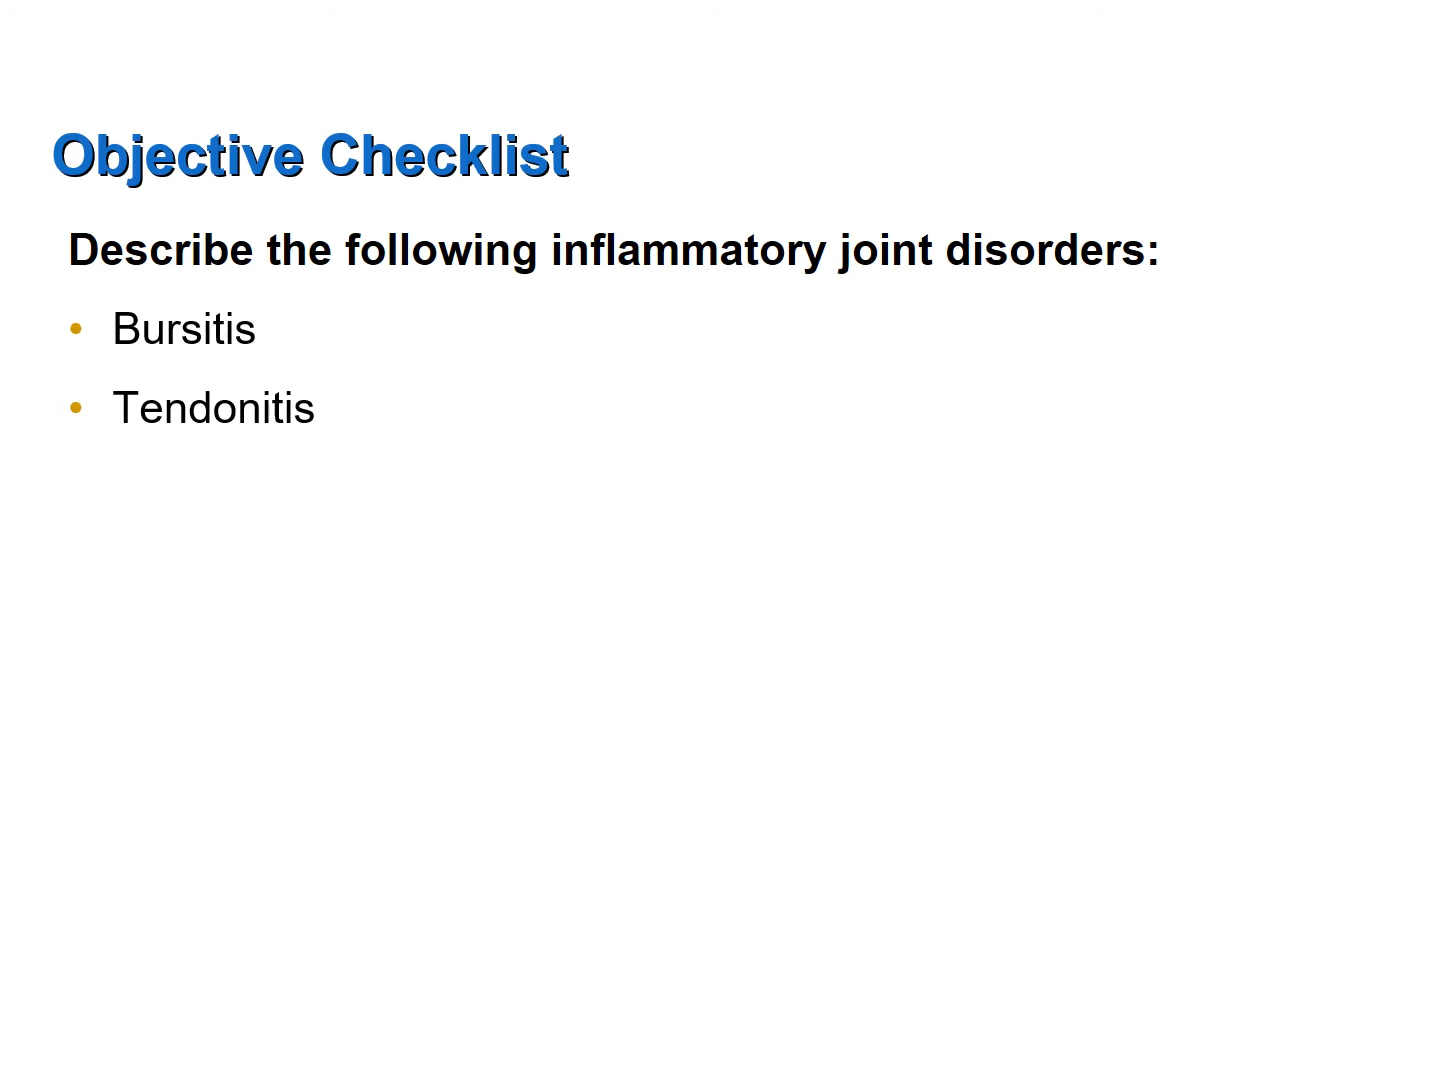 Objective Checklist
Describe the following inflammatory joint disorders:
• Bursitis
• Tendonitis